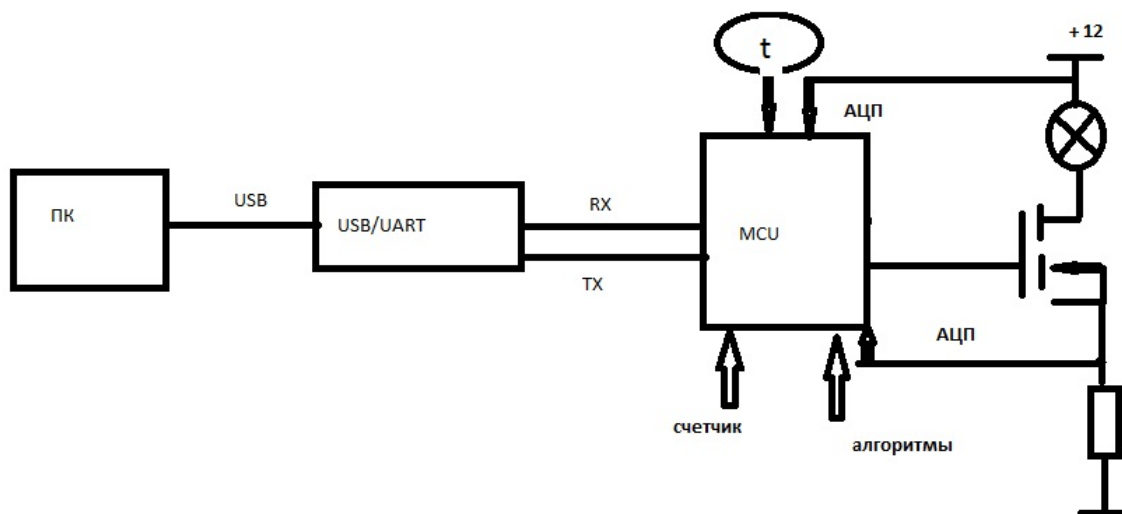 t
+ 12
АЦП
ПК
USB
USB/UART
RX
TX
MCU
АЦП
счетчик
алгоритмы